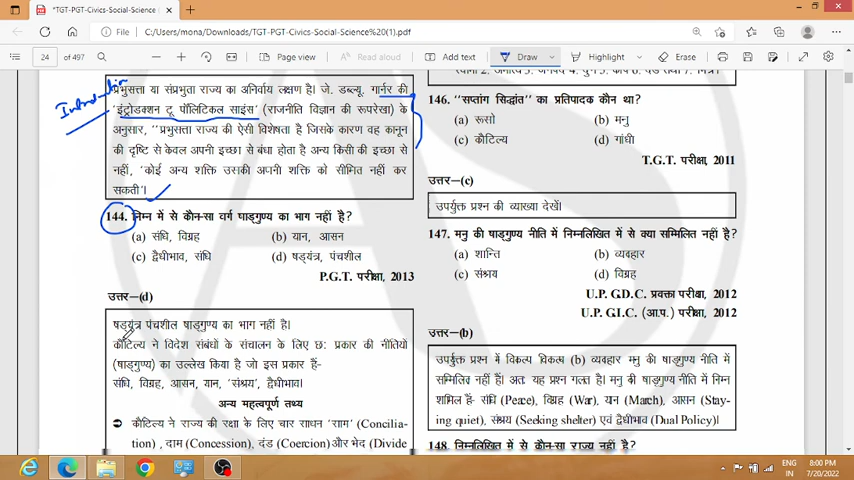 *TGT-PGT-Civics-Social-Science
File
C:/Users/mona/Downloads/TGT-PGT-Civics-Social-Science%20(1).pdf
24 of 497
Page view
Read aloud
Add text
Draw
Highlight
Erase
प्रभुसत्ता या संप्रभुता राज्य का अनिर्वाय लक्षण है। जे. डब्ल्यू. गार्नर की
'इंट्रोडक्शन टू पॉलिटिकल साइंस' (राजनीति विज्ञान की रूपरेखा) के
अनुसार, ''प्रभुसत्ता राज्य की ऐसी विशेषता है जिसके कारण वह कानून
की दृष्टि से केवल अपनी इच्छा से बंधा होता है अन्य किसी की इच्छा से
नहीं, 'कोई अन्य शक्ति उसकी अपनी शक्ति को सीमित नहीं कर
सकती'।
144. निम्न में से कौन-सा वर्ग षाड्गुण्य का भाग नहीं है?
(a) संधि, विग्रह (b) यान, आसन
(c) द्वैधीभाव, संधि (d) षड्यंत्र, पंचशील
P.G.T. परीक्षा, 2013
उत्तर-(d)
षड्यंत्र पंचशील षाड्गुण्य का भाग नहीं है।
कौटिल्य ने विदेश संबंधों के संचालन के लिए छः प्रकार की नीतियों
(षाड्गुण्य) का उल्लेख किया है जो इस प्रकार हैं-
संधि, विग्रह, आसन, यान, 'संश्रय', द्वैधीभाव।
अन्य महत्वपूर्ण तथ्य
कौटिल्य ने राज्य की रक्षा के लिए चार साधन 'साम' (Concilia-
tion) ,दाम (Concession), दंड (Coercion) और भेद (Divide
146. ''सप्तांग सिद्धांत'' का प्रतिपादक कौन था?
(a) रूसो (b) मनु
(c) कौटिल्य (d) गांधी
T.G.T. परीक्षा, 2011
उत्तर-(c)
उपर्युक्त प्रश्न की व्याख्या देखें।
147. मनु की षाड्गुण्य नीति में निम्नलिखित में से क्या सम्मिलित नहीं है?
(a) शान्ति (b) व्यवहार
(c) संश्रय (d) विग्रह
U.P. G.D.C. प्रवक्ता परीक्षा, 2012
U.P. G.I.C. (आ.प.) परीक्षा, 2012
उत्तर-(b)
उपर्युक्त प्रश्न में विकल्प विकल्प (b) व्यवहार मनु की षाड्गुण्य नीति में
सम्मिलित नहीं है। अतः यह प्रश्न गलत है। मनु की षाड्गुण्य नीति में निम्न
शामिल है- संधि (Peace), विग्रह (War), यान (March), आसन (Stay-
ing quiet), संश्रय (Seeking shelter) एवं द्वैधीभाव (Dual Policy)।
148. निम्नलिखित में से कौन-सा राज्य नहीं है?
ENG
IN
8:00 PM
7/20/2022